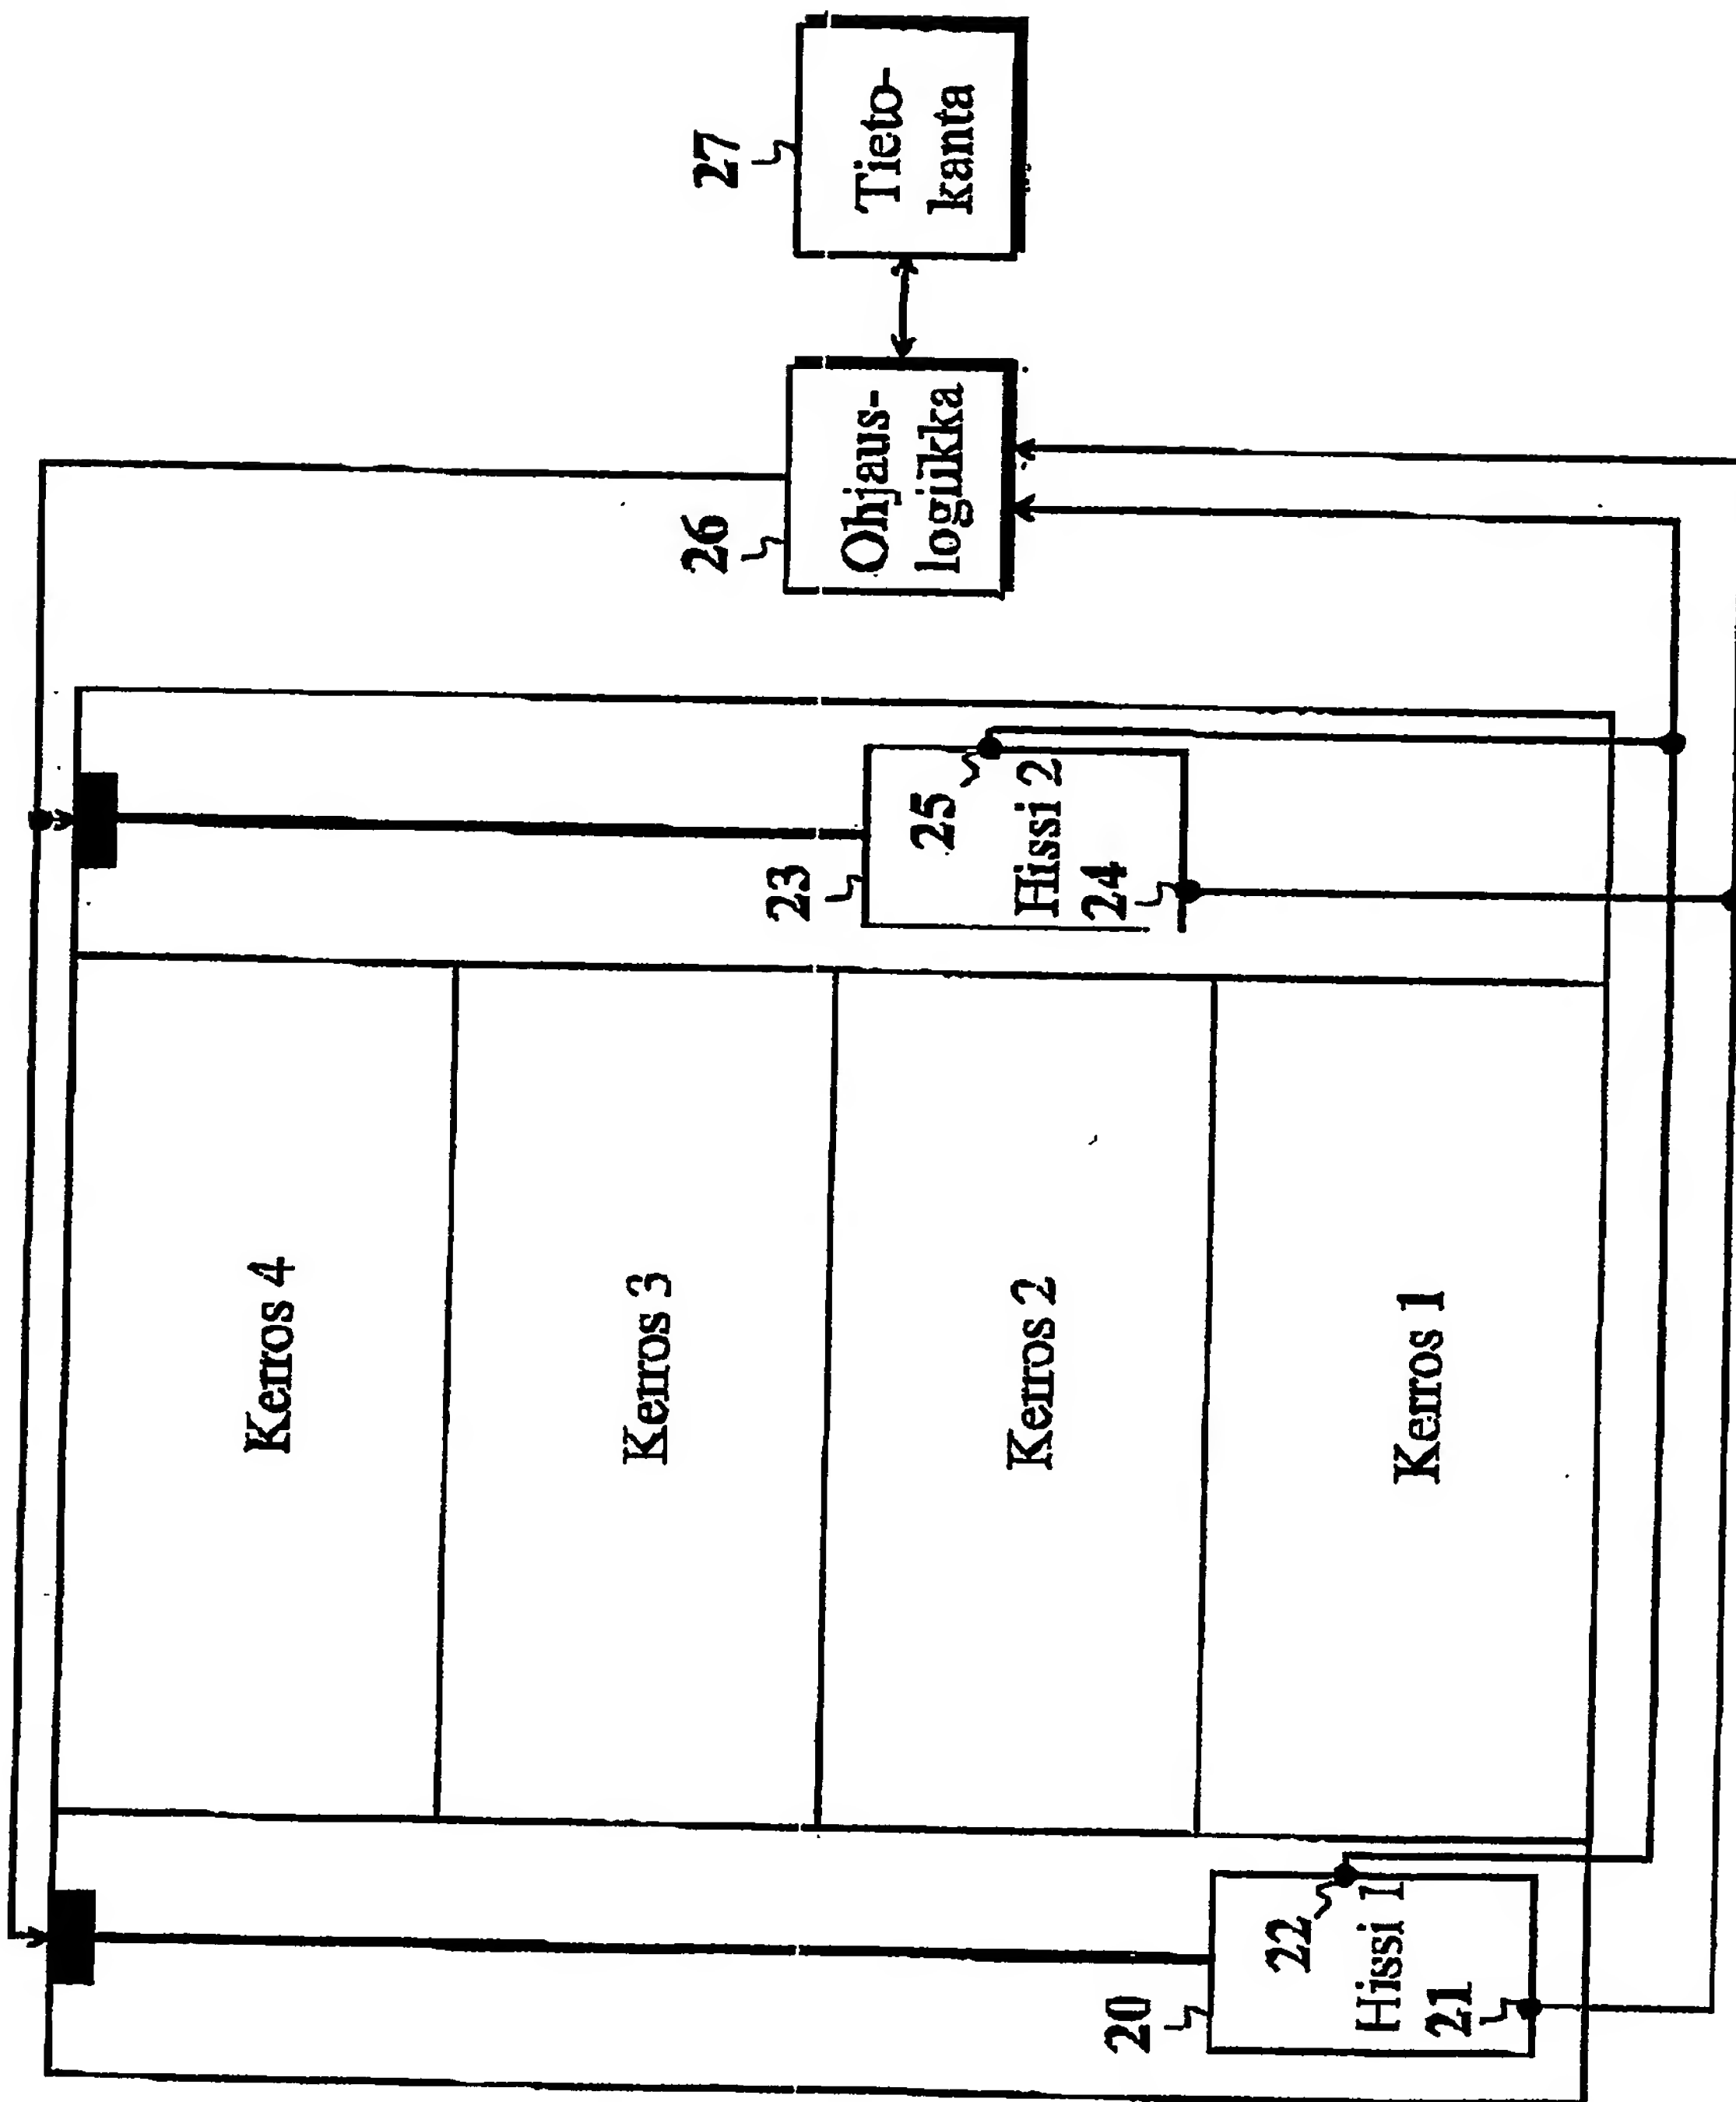 Kerros 4
Kerros 3
Kerros 2
Kerros 1
20
22
Hissi 1
21
23
25
Hissi 2
24
26
Ohjaus-
logiikka
27
Tieto-
kanta